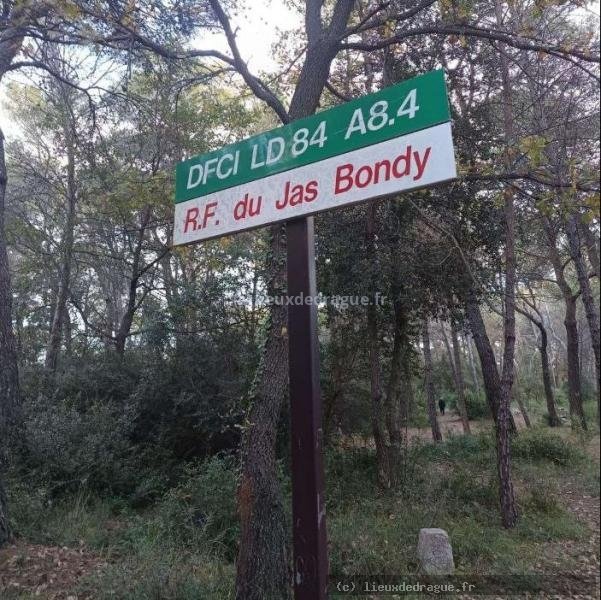 DFCI LD 84 A8.4
R.F. du Jas Bondy
lieuxdedrague.fr
(c) lieuxdedrague.fr